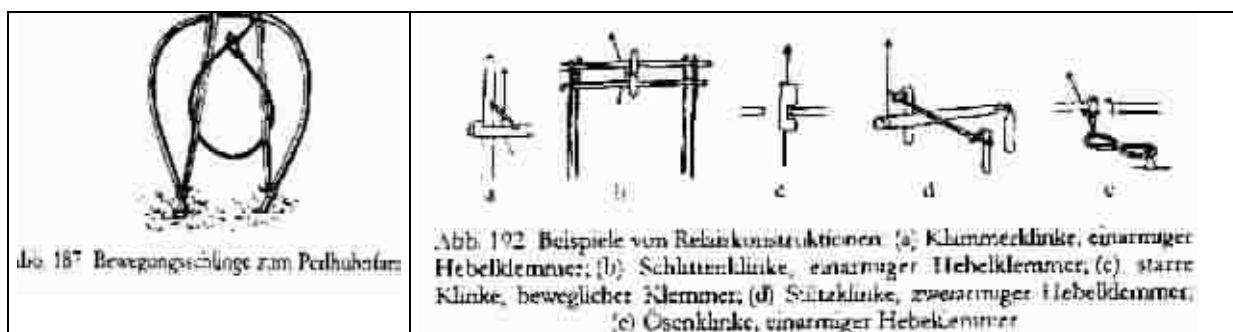 Abb. 187 Bewegungsschlinge zum Perlhuhnfang
a b c d e
Abb. 192 Beispiele von Relaiskonstruktionen: (a) Klammerklinke, einarmiger
Hebelklemmer; (b) Schlittenklinke, einarmiger Hebelklemmer; (c) starre
Klinke, beweglicher Klemmer; (d) Stützklinke, zweiarmiger Hebelklemmer;
(e) Ösenklinke, einarmiger Hebelklemmer